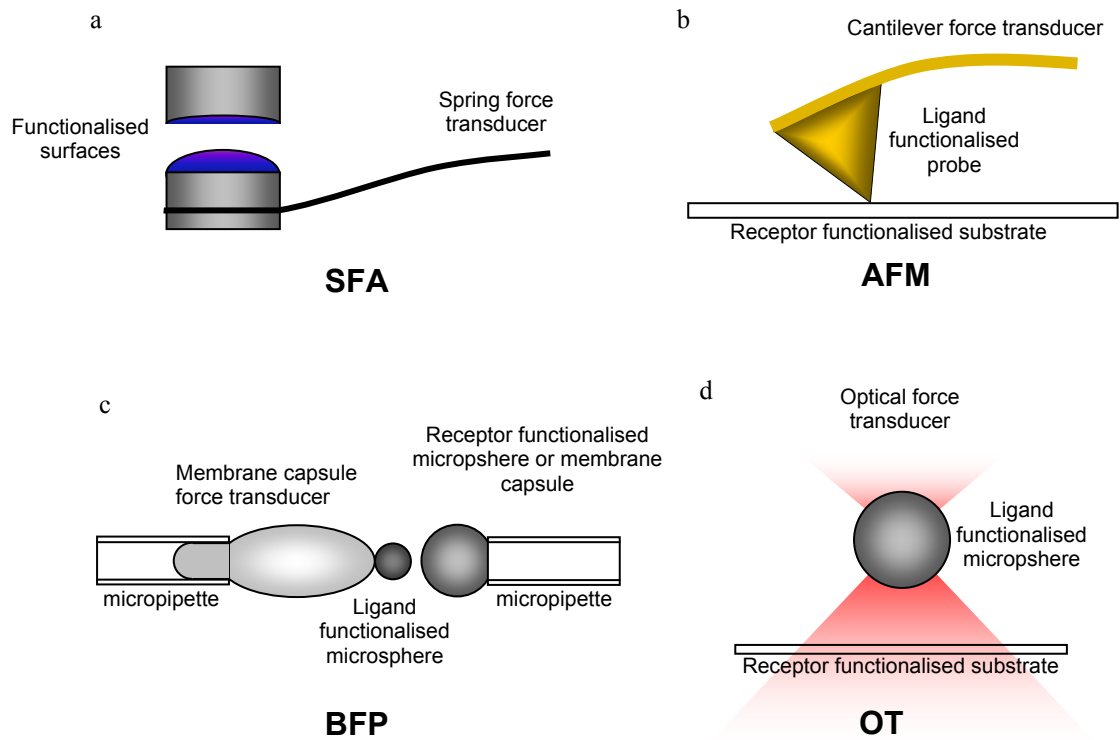 a
Functionalised
surfaces
Spring force
transducer
SFA
b
Cantilever force transducer
Ligand
functionalised
probe
Receptor functionalised substrate
AFM
c
Membrane capsule
force transducer
Receptor functionalised
micropshere or membrane
capsule
micropipette
Ligand
functionalised
microsphere
micropipette
BFP
d
Optical force
transducer
Ligand
functionalised
micropshere
Receptor functionalised substrate
OT